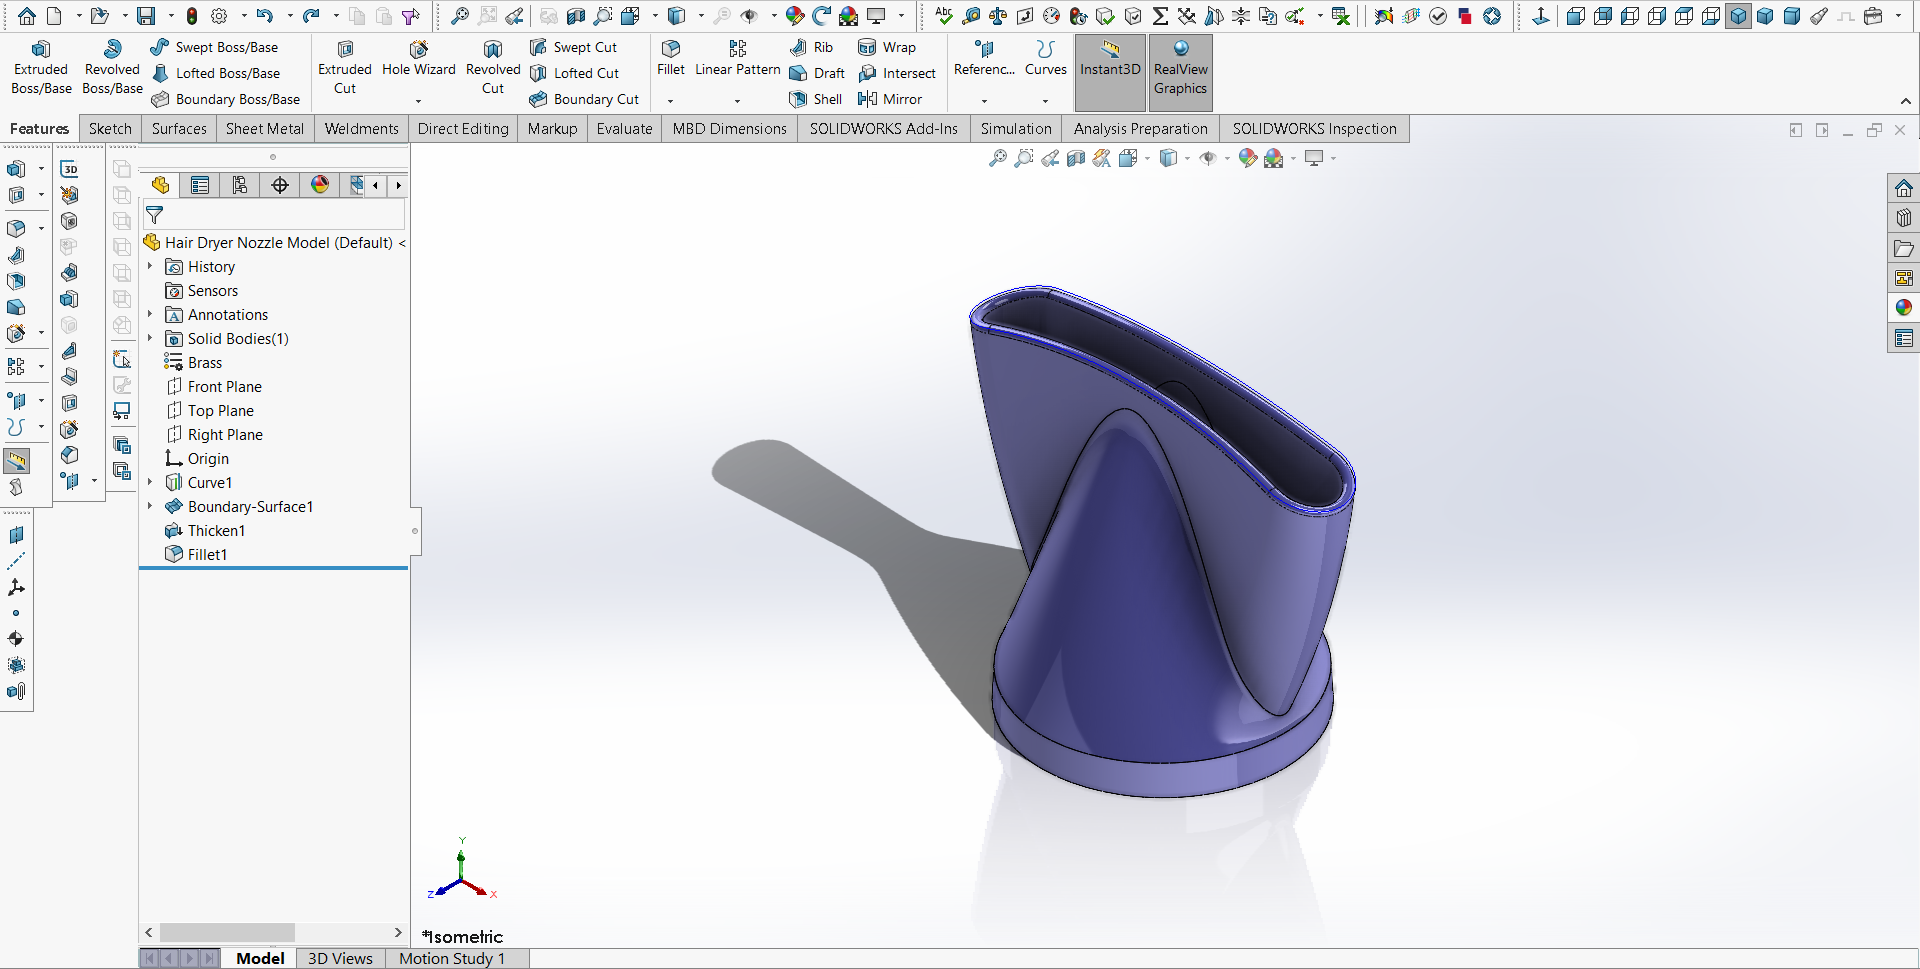 Abc
Extruded Boss/Base
Revolved Boss/Base
Swept Boss/Base
Lofted Boss/Base
Boundary Boss/Base
Extruded Cut
Hole Wizard
Revolved Cut
Swept Cut
Lofted Cut
Boundary Cut
Fillet
Linear Pattern
Rib
Draft
Shell
Wrap
Intersect
Mirror
Referenc...
Curves
Instant3D
RealView Graphics
Features
Sketch
Surfaces
Sheet Metal
Weldments
Direct Editing
Markup
Evaluate
MBD Dimensions
SOLIDWORKS Add-Ins
Simulation
Analysis Preparation
SOLIDWORKS Inspection
3D
Hair Dryer Nozzle Model (Default) <
History
Sensors
A Annotations
Solid Bodies(1)
Brass
Front Plane
Top Plane
Right Plane
Origin
Curve1
Boundary-Surface1
Thicken1
Fillet1
Y
Z
X
*Isometric
Model
3D Views
Motion Study 1